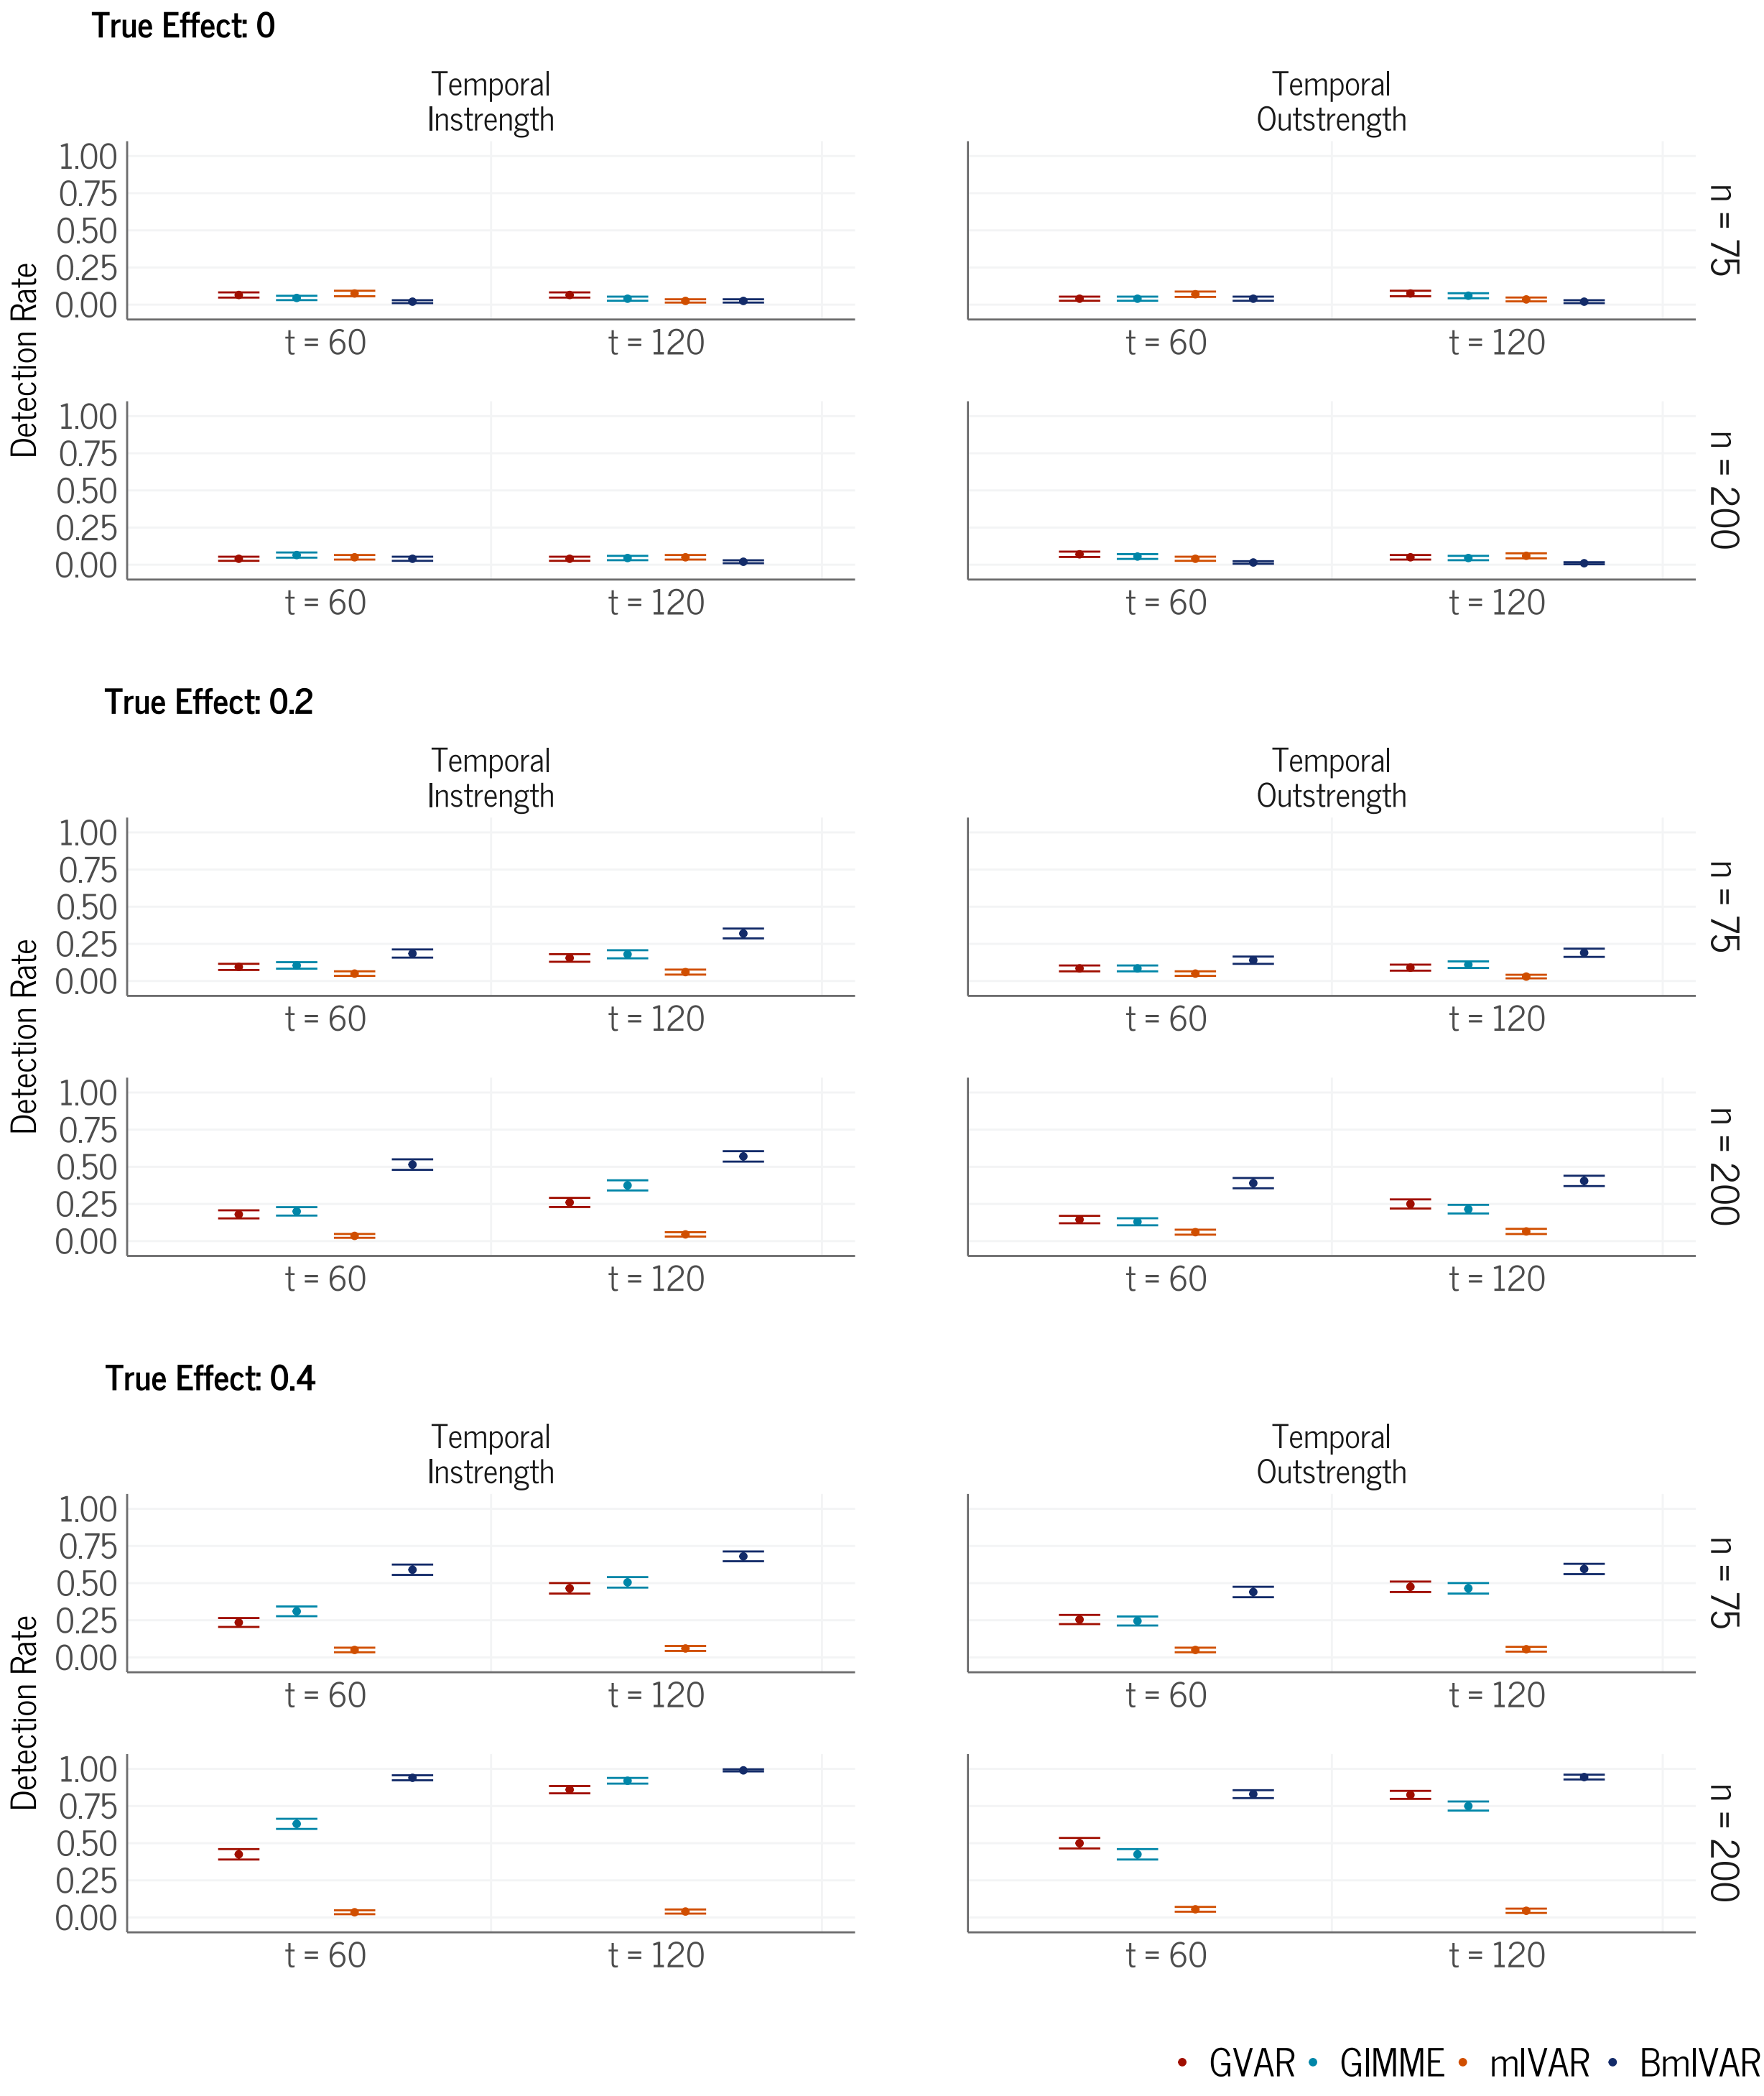 True Effect: 0
Temporal
Instrength
Temporal
Outstrength
Detection Rate
1.00
0.75
0.50
0.25
0.00
t = 60
t = 120
t = 60
t = 120
n = 75
1.00
0.75
0.50
0.25
0.00
t = 60
t = 120
t = 60
t = 120
n = 200
True Effect: 0.2
Temporal
Instrength
Temporal
Outstrength
Detection Rate
1.00
0.75
0.50
0.25
0.00
t = 60
t = 120
t = 60
t = 120
n = 75
1.00
0.75
0.50
0.25
0.00
t = 60
t = 120
t = 60
t = 120
n = 200
True Effect: 0.4
Temporal
Instrength
Temporal
Outstrength
Detection Rate
1.00
0.75
0.50
0.25
0.00
t = 60
t = 120
t = 60
t = 120
n = 75
1.00
0.75
0.50
0.25
0.00
t = 60
t = 120
t = 60
t = 120
n = 200
GVAR GIMME mlVAR BmlVAR